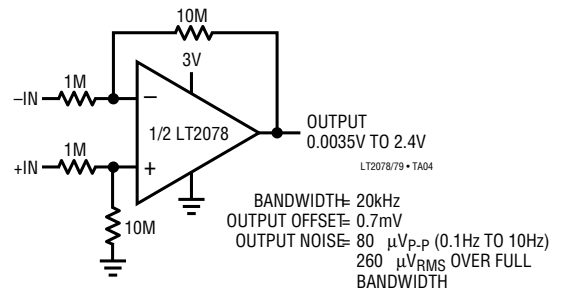 10M
3V
1M
–IN
–
1/2 LT2078
OUTPUT
0.0035V TO 2.4V
1M
+IN
+
LT2078/79 • TA04
10M
BANDWIDTH= 20kHz
OUTPUT OFFSET= 0.7mV
OUTPUT NOISE= 80 µVP-P (0.1Hz TO 10Hz)
260 µVRMS OVER FULL
BANDWIDTH